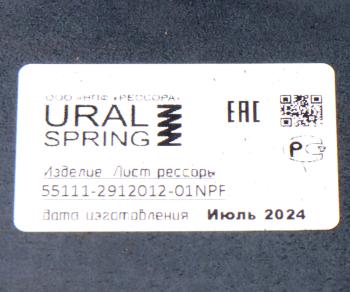 ООО «НПФ «РЕССОРА»
URAL
SPRING
EAC
Изделие Лист рессоры
55111-2912012-01NPF
Дата изготовления Июль 2024